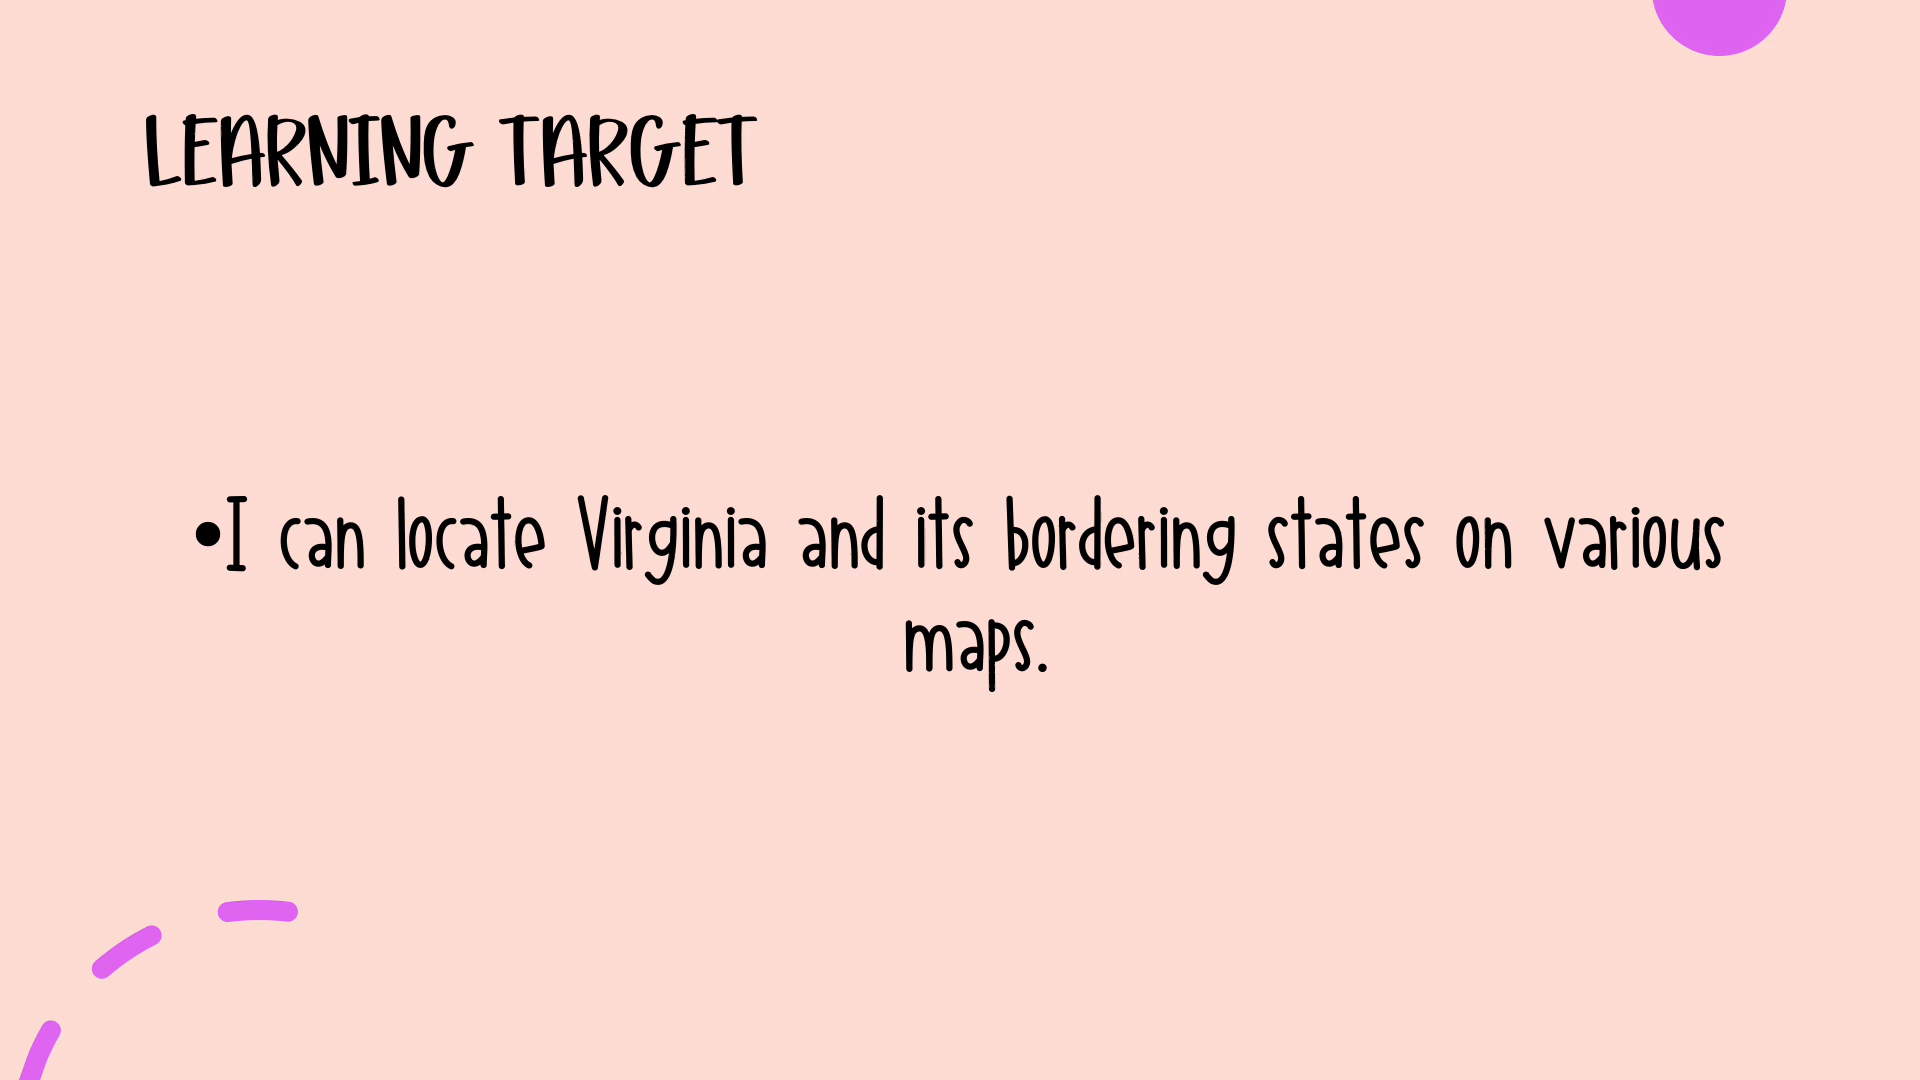 LEARNING TARGET
•I can locate Virginia and its bordering states on various
maps.